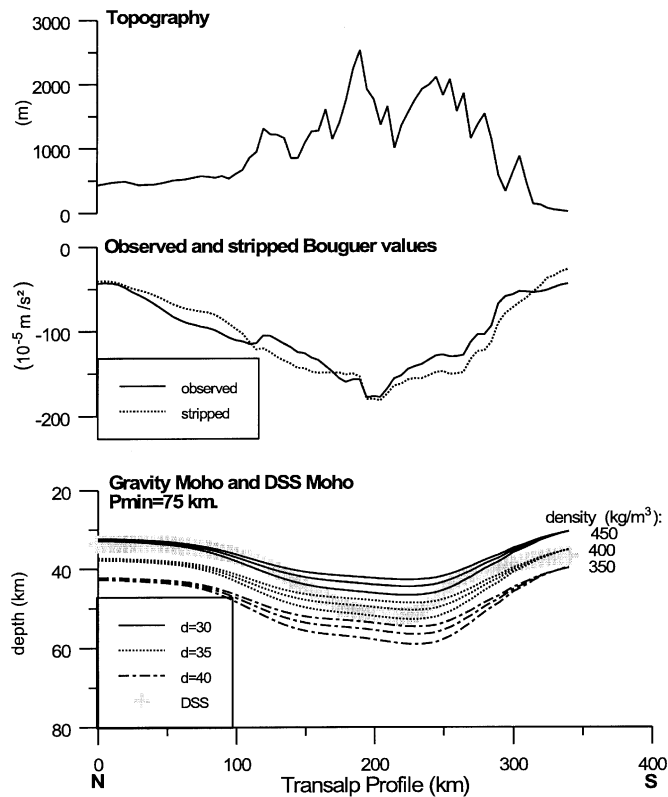 Topography
3000
2000
1000
0
(m)
Observed and stripped Bouguer values
0
-100
-200
(10⁻⁵ m /s²)
observed
stripped
Gravity Moho and DSS Moho
Pmin=75 km.
density (kg/m³):
450
400
350
20
40
60
80
depth (km)
d=30
d=35
d=40
DSS
0 100 200 300 400
N Transalp Profile (km) S